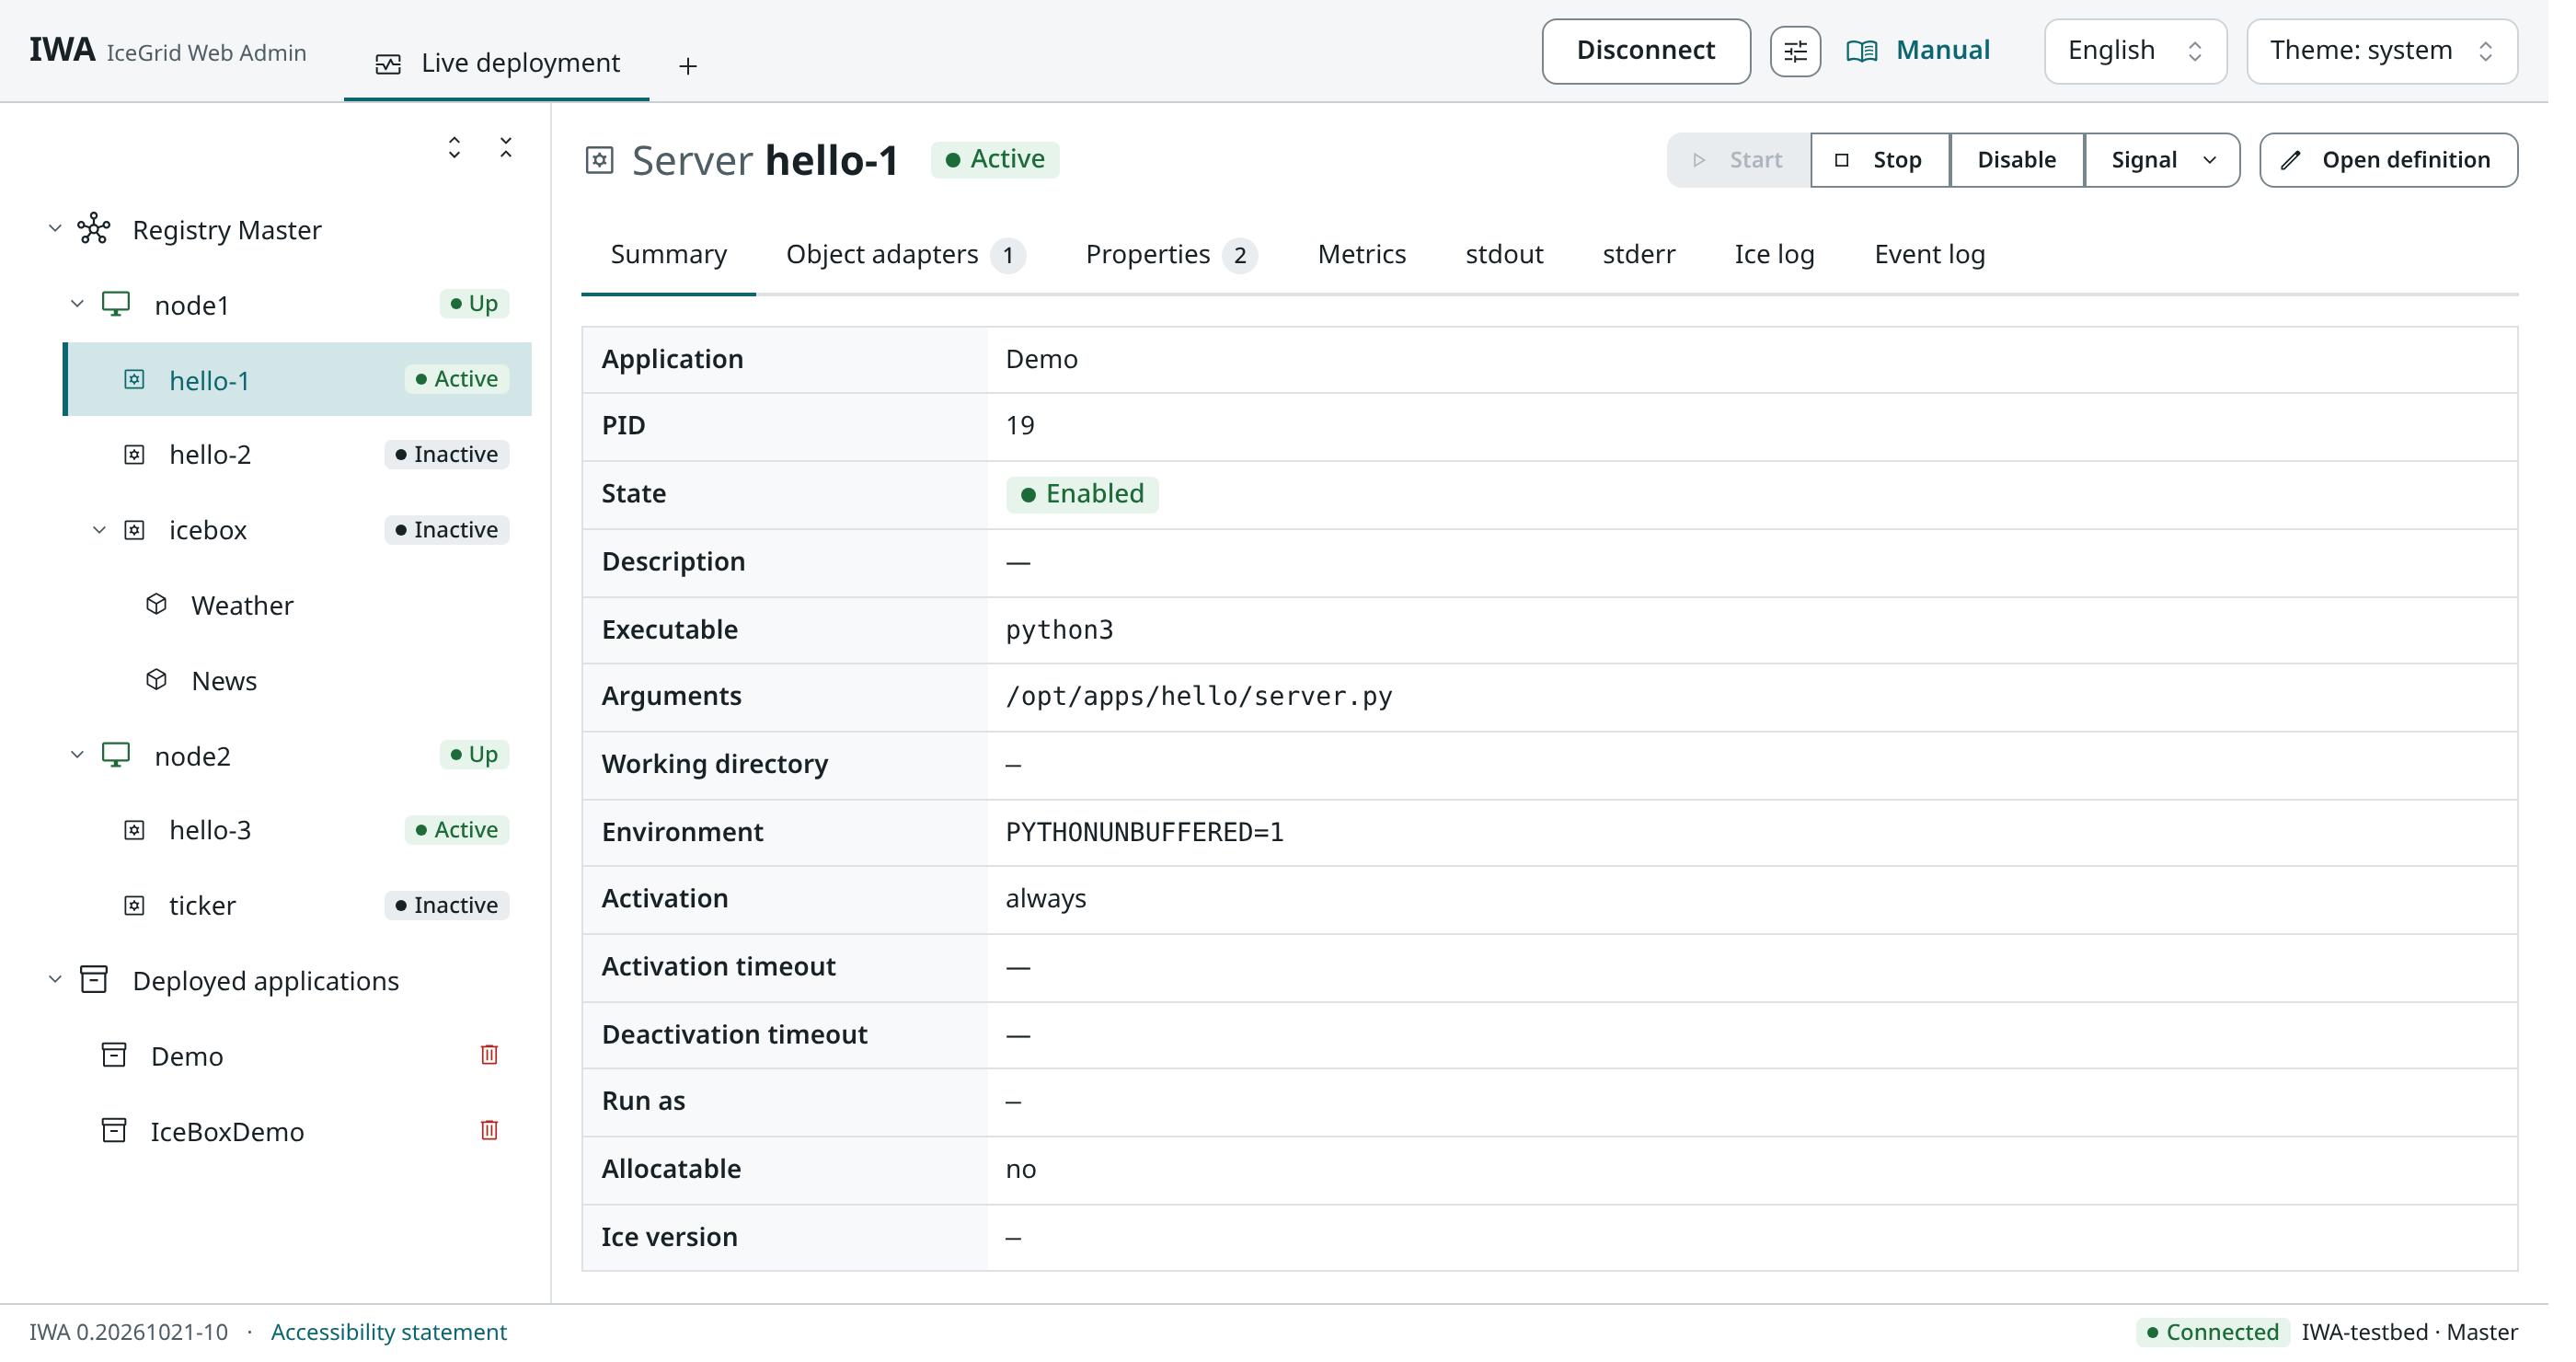 IWA IceGrid Web Admin
Live deployment
Disconnect
Manual
English
Theme: system
Registry Master
node1 Up
hello-1 Active
hello-2 Inactive
icebox Inactive
Weather
News
node2 Up
hello-3 Active
ticker Inactive
Deployed applications
Demo
IceBoxDemo
Server hello-1 Active
Start
Stop
Disable
Signal
Open definition
Summary
Object adapters 1
Properties 2
Metrics
stdout
stderr
Ice log
Event log
Application Demo
PID 19
State Enabled
Description —
Executable python3
Arguments /opt/apps/hello/server.py
Working directory —
Environment PYTHONUNBUFFERED=1
Activation always
Activation timeout —
Deactivation timeout —
Run as —
Allocatable no
Ice version —
IWA 0.20261021-10 · Accessibility statement
Connected IWA-testbed · Master